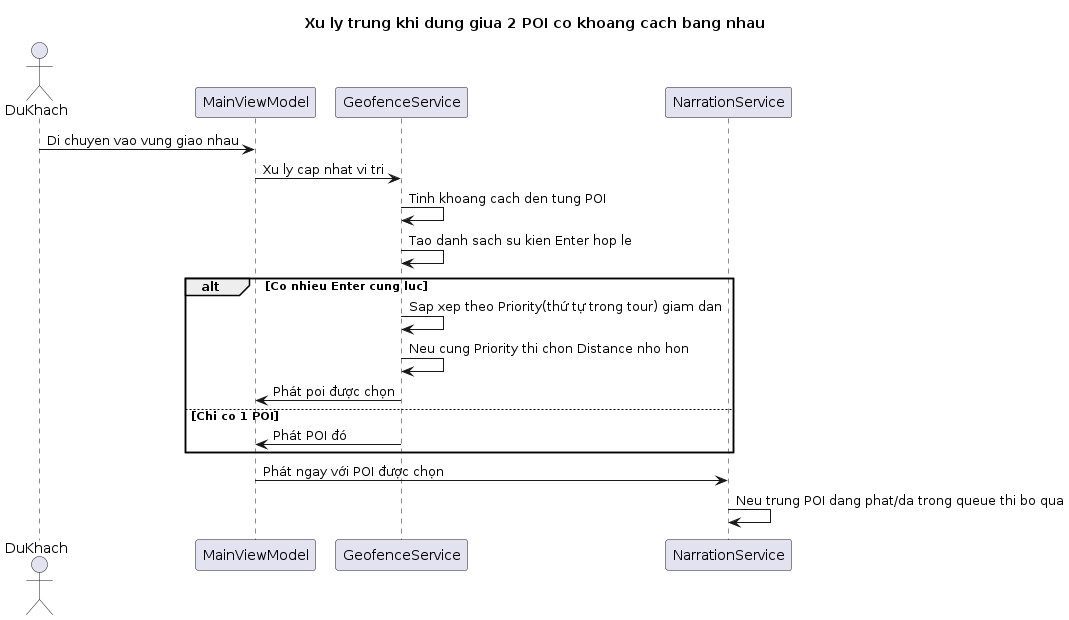 Xu ly trung khi dung giua 2 POI co khoang cach bang nhau
DuKhach
MainViewModel
GeofenceService
NarrationService
Di chuyen vao vung giao nhau
Xu ly cap nhat vi tri
Tinh khoang cach den tung POI
Tao danh sach su kien Enter hop le
alt
[Co nhieu Enter cung luc]
Sap xep theo Priority(thứ tự trong tour) giam dan
Neu cung Priority thi chon Distance nho hon
Phát poi được chọn
[Chi co 1 POI]
Phát POI đó
Phát ngay với POI được chọn
Neu trung POI dang phat/da trong queue thi bo qua
DuKhach
MainViewModel
GeofenceService
NarrationService